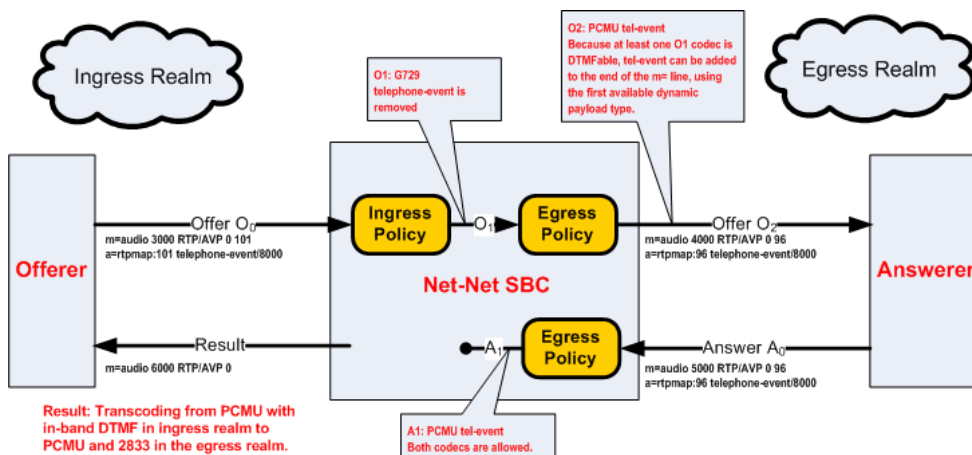 Ingress Realm
Egress Realm
O1: G729
telephone-event is
removed
O2: PCMU tel-event
Because at least one O1 codec is
DTMFable, tel-event can be added
to the end of the m= line, using
the first available dynamic
payload type.
Offerer
Offer O0
m=audio 3000 RTP/AVP 0 101
a=rtpmap:101 telephone-event/8000
Ingress
Policy
O1
Egress
Policy
Offer O2
m=audio 4000 RTP/AVP 0 96
a=rtpmap:96 telephone-event/8000
Answerer
Net-Net SBC
Result
m=audio 6000 RTP/AVP 0
A1
Egress
Policy
Answer A0
m=audio 5000 RTP/AVP 0 96
a=rtpmap:96 telephone-event/8000
Result: Transcoding from PCMU with
in-band DTMF in ingress realm to
PCMU and 2833 in the egress realm.
A1: PCMU tel-event
Both codecs are allowed.